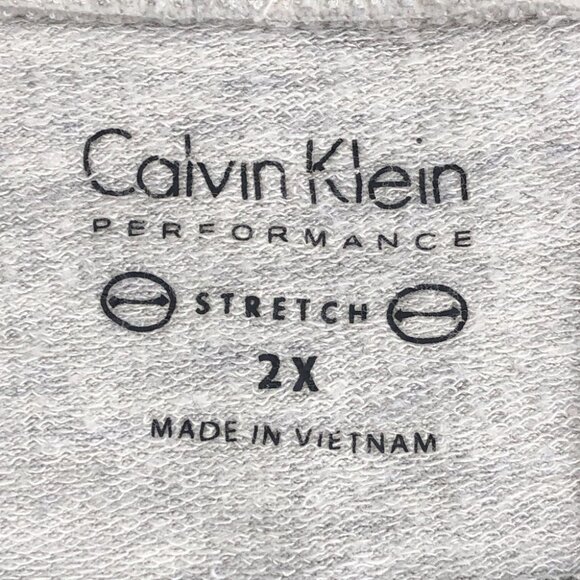 Calvin Klein
PERFORMANCE
STRETCH
2X
MADE IN VIETNAM